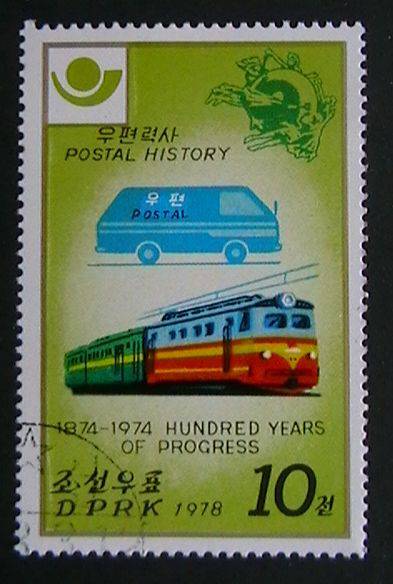 우편력사
POSTAL HISTORY
우편
POSTAL
1874-1974 HUNDRED YEARS
OF PROGRESS
조선우표
DPRK 1978 10전